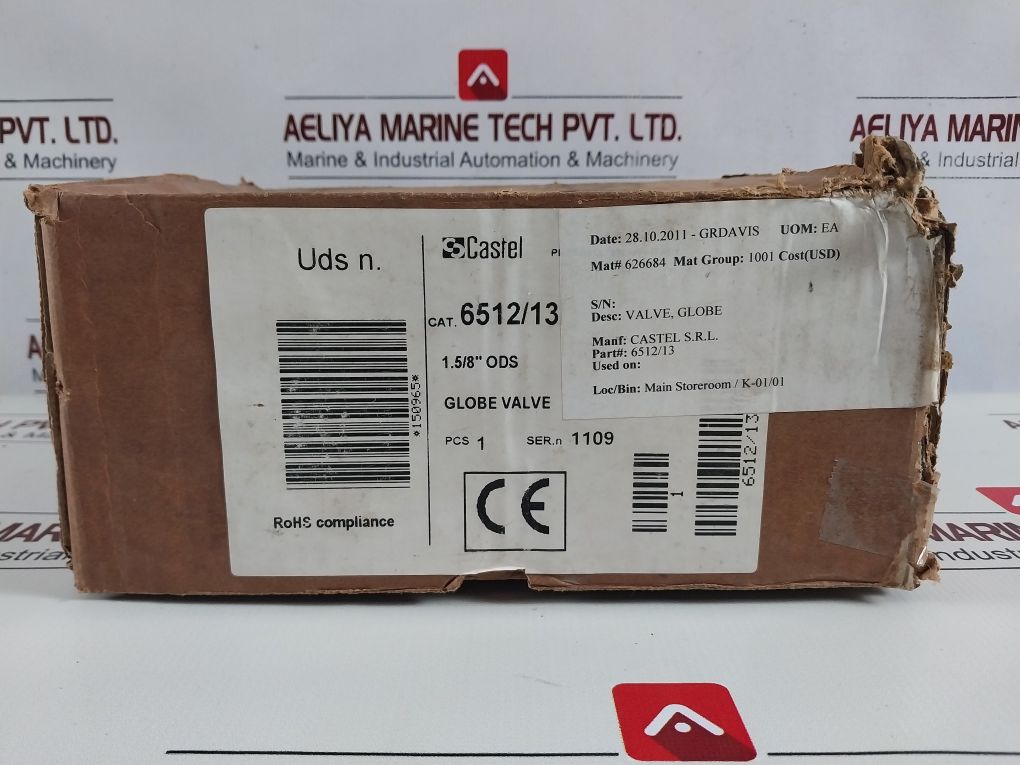 PVT. LTD.
& Machinery
AELIYA MARINE TECH PVT. LTD.
Marine & Industrial Automation & Machinery
AELIYA MARIN
& Industrial
Uds n.
*150965*
RoHS compliance
Castel
CAT. 6512/13
1.5/8" ODS
GLOBE VALVE
PCS 1 SER.n 1109
CE
1
6512/13
Date: 28.10.2011 - GRDAVIS UOM: EA
Mat# 626684 Mat Group: 1001 Cost(USD)
S/N:
Desc: VALVE, GLOBE
Manf: CASTEL S.R.L.
Part#: 6512/13
Used on:
Loc/Bin: Main Storeroom / K-01/01